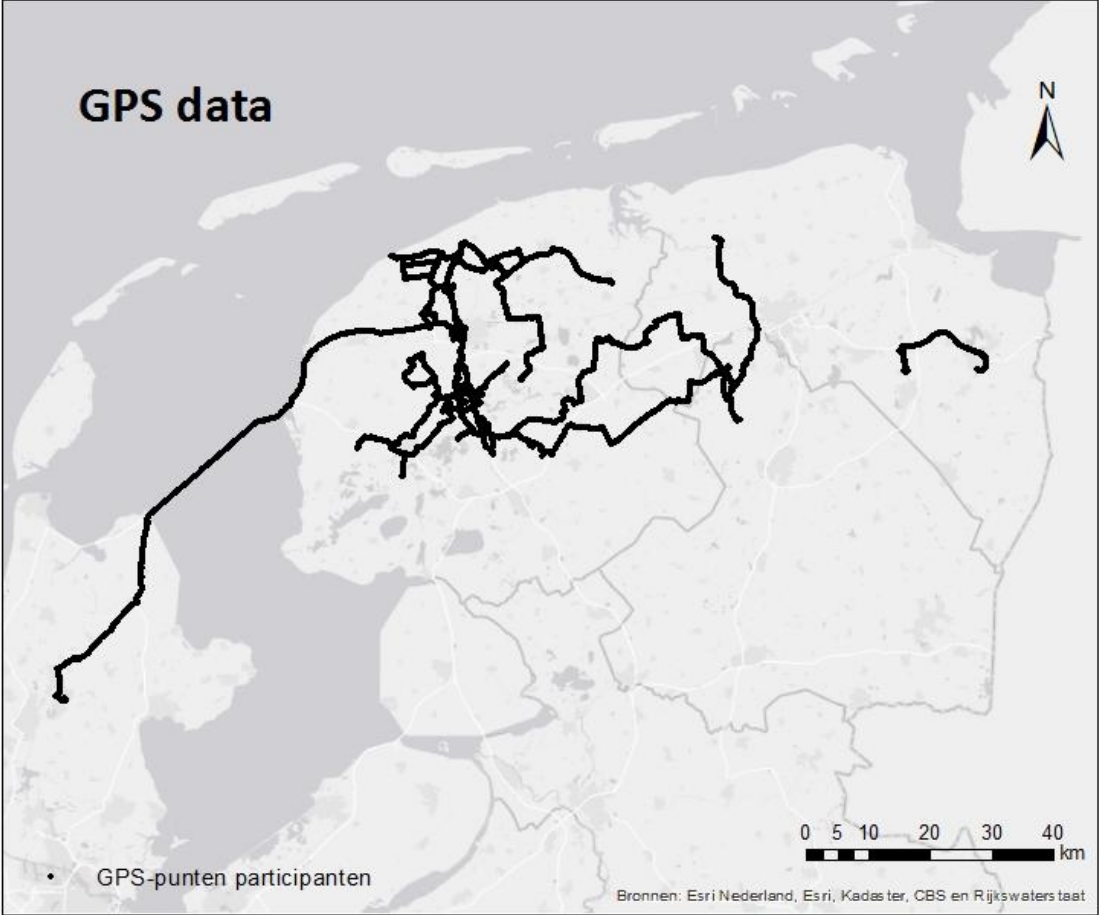 GPS data
N
0 5 10 20 30 40
km
GPS-punten participanten
Bronnen: Esri Nederland, Esri, Kadaster, CBS en Rijkswaterstaat